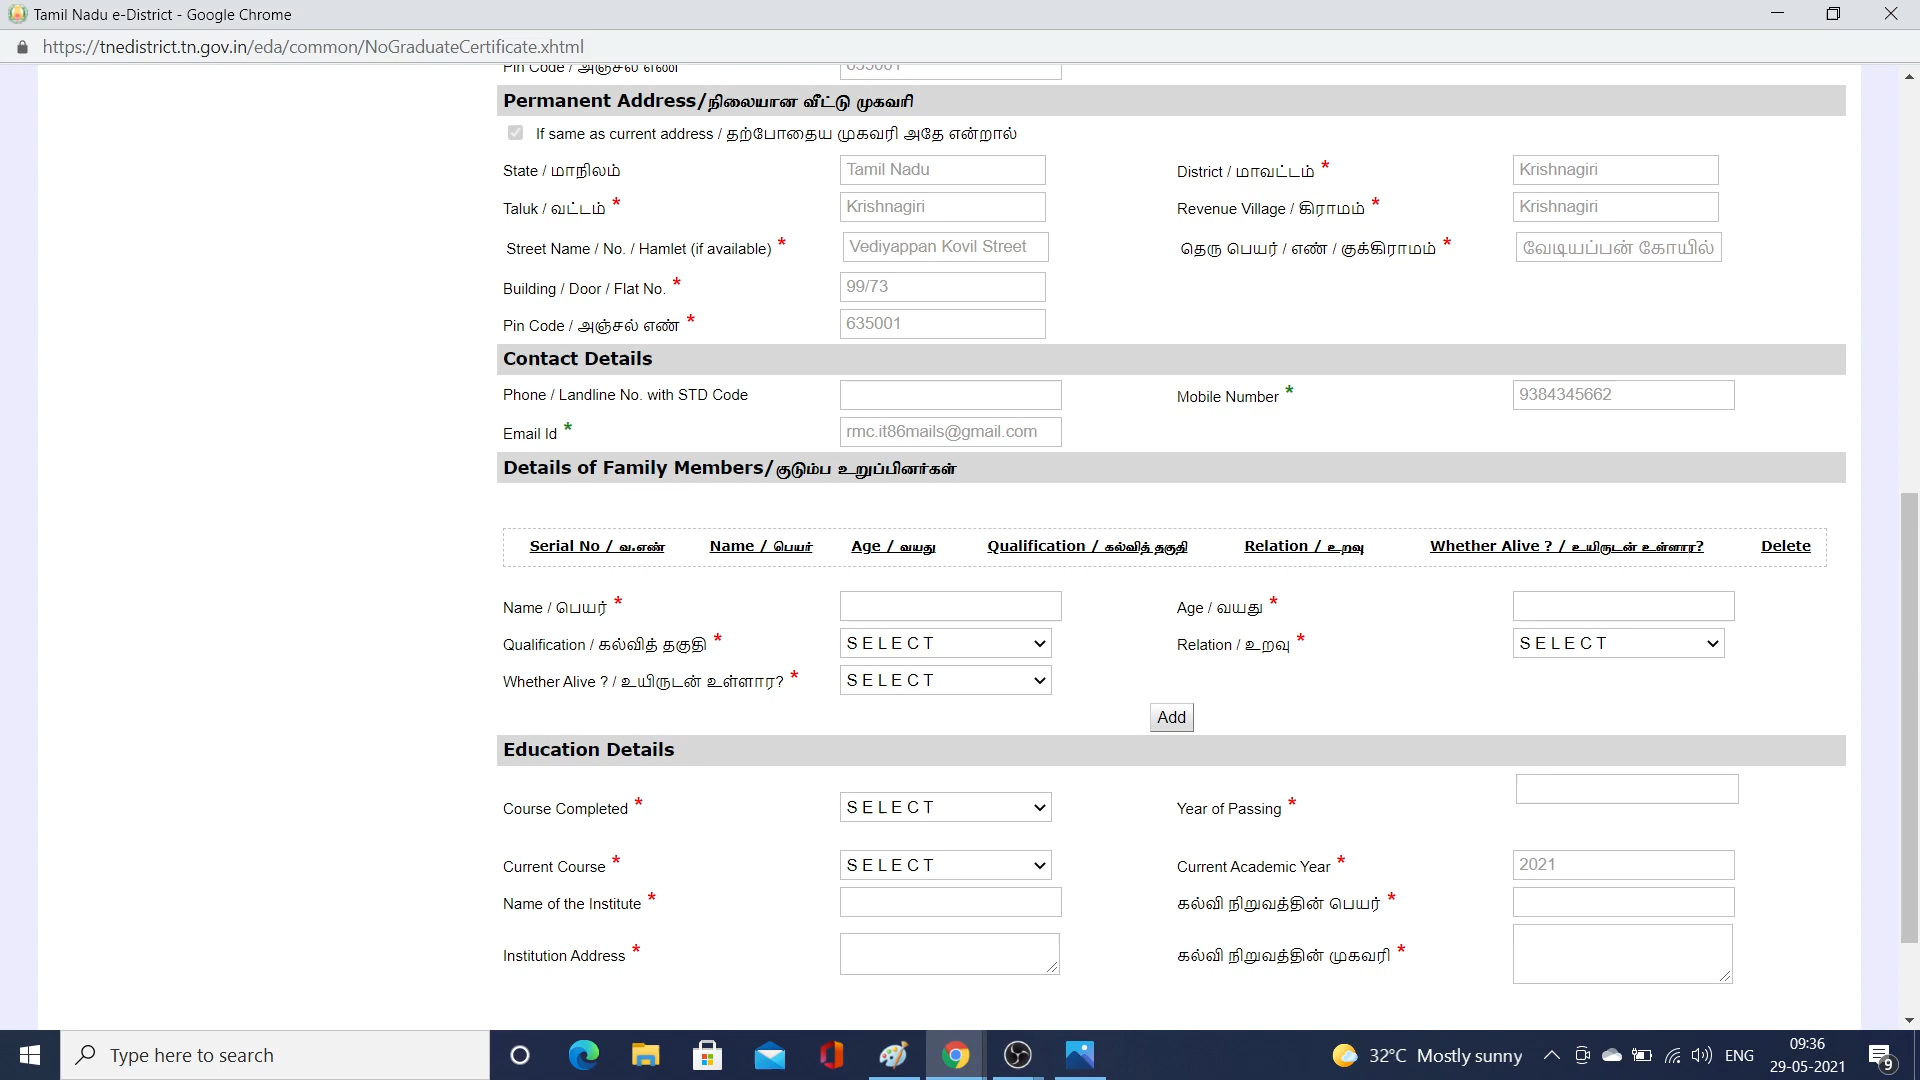 Tamil Nadu e-District - Google Chrome
https://tnedistrict.tn.gov.in/eda/common/NoGraduateCertificate.xhtml
Pin Code / அஞ்சல் எண் 635001
Permanent Address/நிலையான வீட்டு முகவரி
If same as current address / தற்போதைய முகவரி அதே என்றால்
State / மாநிலம் Tamil Nadu District / மாவட்டம் * Krishnagiri
Taluk / வட்டம் * Krishnagiri Revenue Village / கிராமம் * Krishnagiri
Street Name / No. / Hamlet (if available) * Vediyappan Kovil Street தெரு பெயர் / எண் / குக்கிராமம் * வேடியப்பன் கோயில்
Building / Door / Flat No. * 99/73
Pin Code / அஞ்சல் எண் * 635001
Contact Details
Phone / Landline No. with STD Code Mobile Number * 9384345662
Email Id * rmc.it86mails@gmail.com
Details of Family Members/குடும்ப உறுப்பினர்கள்
Serial No / வ.எண் Name / பெயர் Age / வயது Qualification / கல்வித் தகுதி Relation / உறவு Whether Alive ? / உயிருடன் உள்ளார? Delete
Name / பெயர் * Age / வயது *
Qualification / கல்வித் தகுதி * SELECT Relation / உறவு * SELECT
Whether Alive ? / உயிருடன் உள்ளார? * SELECT
Add
Education Details
Course Completed * SELECT Year of Passing *
Current Course * SELECT Current Academic Year * 2021
Name of the Institute * கல்வி நிறுவத்தின் பெயர் *
Institution Address * கல்வி நிறுவத்தின் முகவரி *
Type here to search 32°C Mostly sunny ENG 09:36
29-05-2021 9